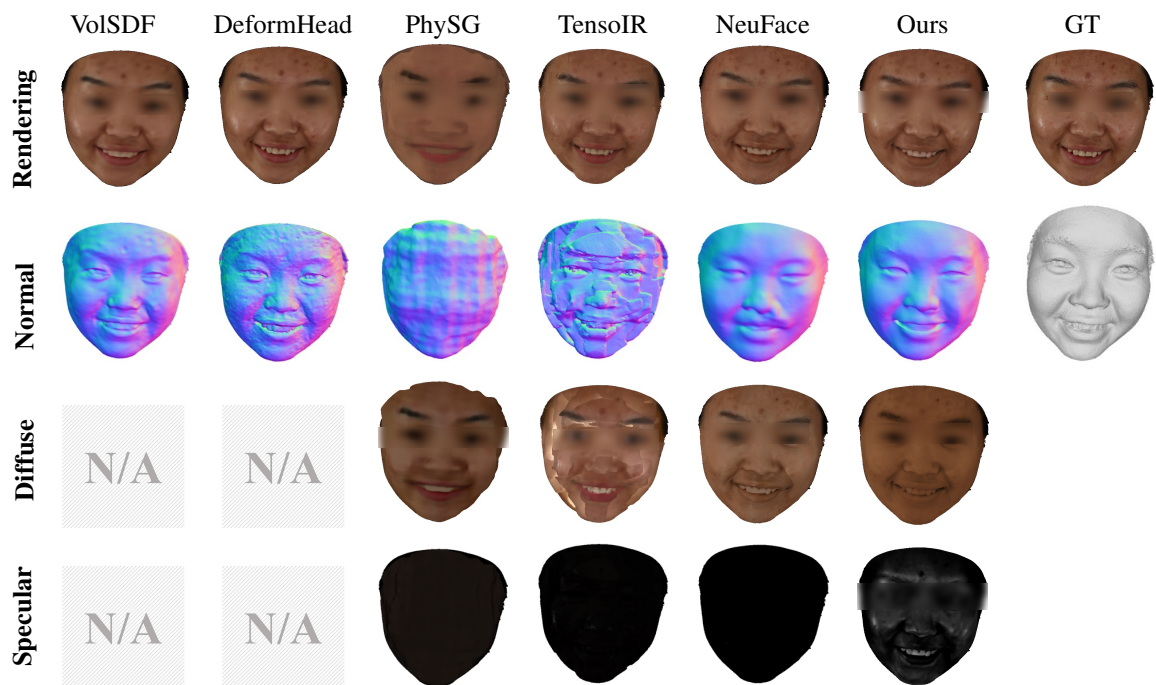 VolSDF DeformHead PhySG TensoIR NeuFace Ours GT
Rendering
Normal
Diffuse
N/A N/A
Specular
N/A N/A